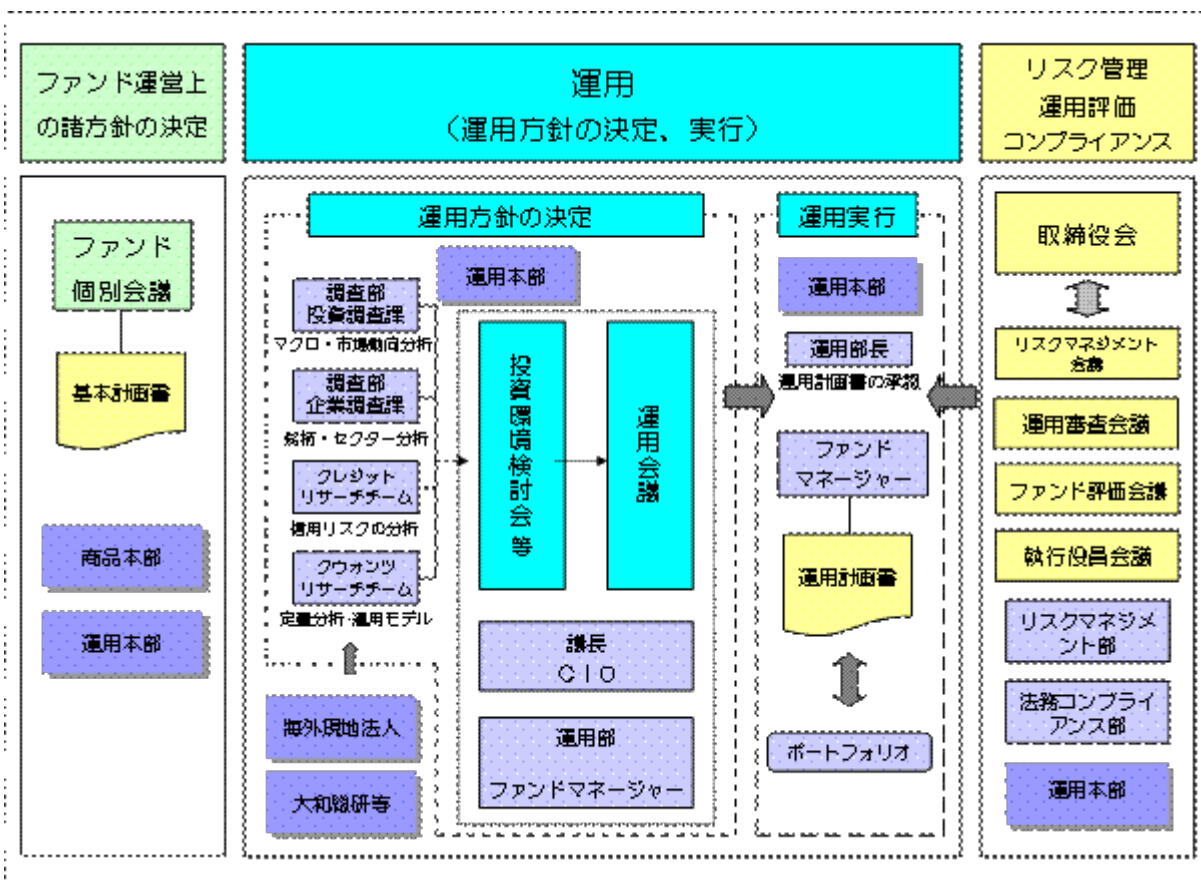 ファンド運営上
の諸方針の決定
運用
（運用方針の決定、実行）
リスク管理
運用評価
コンプライアンス
ファンド
個別会議
基本計画書
商品本部
運用本部
運用方針の決定
運用本部
調査部
投資調査課
マクロ・市場動向分析
調査部
企業調査課
銘柄・セクター分析
クレジット
リサーチチーム
信用リスクの分析
クウォンツ
リサーチチーム
定量分析・運用モデル
海外現地法人
大和総研等
投資環境検討会等
運用会議
議長
ＣＩＯ
運用部
ファンドマネージャー
運用実行
運用本部
運用部長
運用計画書の承認
ファンド
マネージャー
運用計画書
ポートフォリオ
取締役会
リスクマネジメント
会議
運用審査会議
ファンド評価会議
執行役員会議
リスクマネジメ
ント部
法務コンプライ
アンス部
運用本部